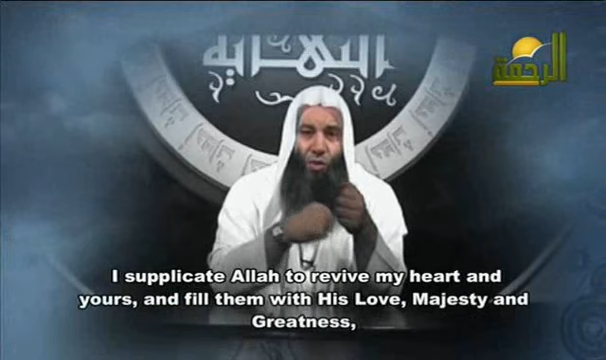 النهاية
الرحمة
I supplicate Allah to revive my heart and
yours, and fill them with His Love, Majesty and
Greatness,